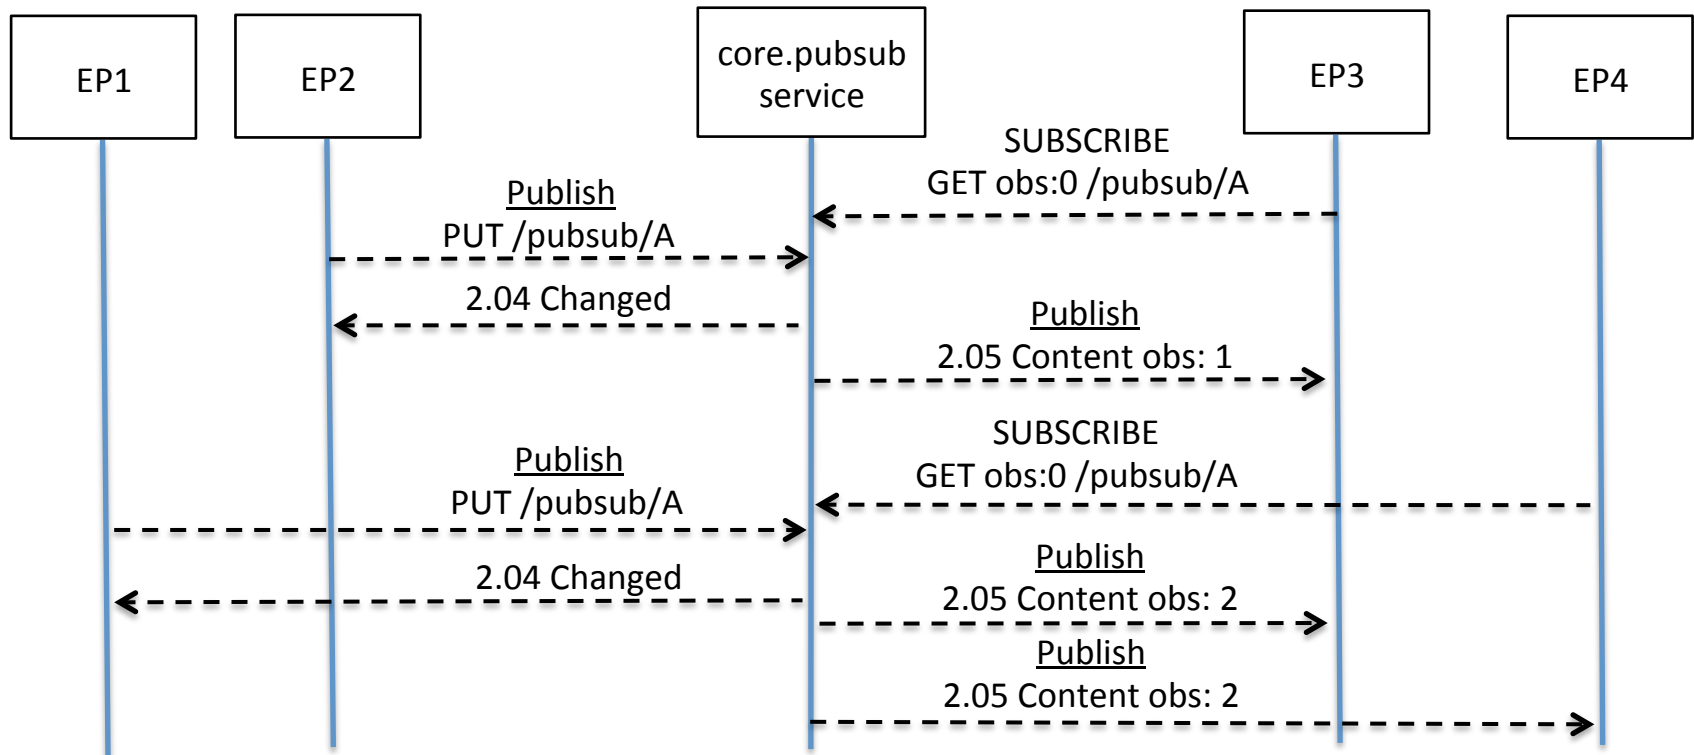 EP1
EP2
core.pubsub
service
EP3
EP4
SUBSCRIBE
GET obs:0 /pubsub/A
Publish
PUT /pubsub/A
2.04 Changed
Publish
2.05 Content obs: 1
SUBSCRIBE
GET obs:0 /pubsub/A
Publish
PUT /pubsub/A
2.04 Changed
Publish
2.05 Content obs: 2
Publish
2.05 Content obs: 2